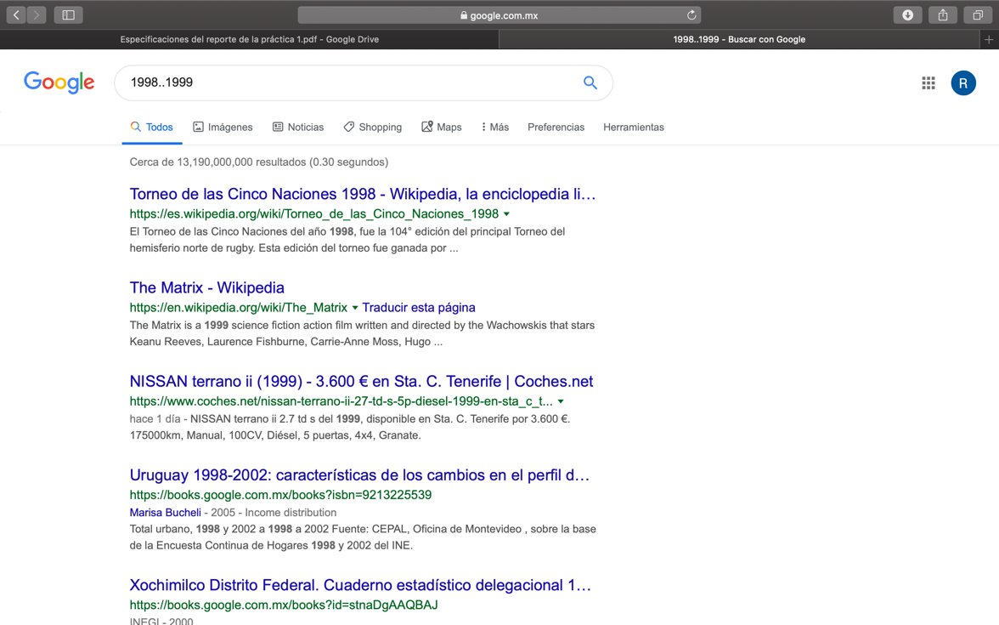 google.com.mx
Especificaciones del reporte de la práctica 1.pdf - Google Drive
1998..1999 - Buscar con Google
Google
1998..1999
R
Todos
Imágenes
Noticias
Shopping
Maps
Más
Preferencias
Herramientas
Cerca de 13,190,000,000 resultados (0.30 segundos)
Torneo de las Cinco Naciones 1998 - Wikipedia, la enciclopedia li...
https://es.wikipedia.org/wiki/Torneo_de_las_Cinco_Naciones_1998
El Torneo de las Cinco Naciones del año 1998, fue la 104° edición del principal Torneo del
hemisferio norte de rugby. Esta edición del torneo fue ganada por ...
The Matrix - Wikipedia
https://en.wikipedia.org/wiki/The_Matrix Traducir esta página
The Matrix is a 1999 science fiction action film written and directed by the Wachowskis that stars
Keanu Reeves, Laurence Fishburne, Carrie-Anne Moss, Hugo ...
NISSAN terrano ii (1999) - 3.600 € en Sta. C. Tenerife | Coches.net
https://www.coches.net/nissan-terrano-ii-27-td-s-5p-diesel-1999-en-sta_c_t...
hace 1 día - NISSAN terrano ii 2.7 td s del 1999, disponible en Sta. C. Tenerife por 3.600 €.
175000km, Manual, 100CV, Diésel, 5 puertas, 4x4, Granate.
Uruguay 1998-2002: características de los cambios en el perfil d...
https://books.google.com.mx/books?isbn=9213225539
Marisa Bucheli - 2005 - Income distribution
Total urbano, 1998 y 2002 a 1998 a 2002 Fuente: CEPAL, Oficina de Montevideo , sobre la base
de la Encuesta Continua de Hogares 1998 y 2002 del INE.
Xochimilco Distrito Federal. Cuaderno estadístico delegacional 1...
https://books.google.com.mx/books?id=stnaDgAAQBAJ
INEGI - 2000